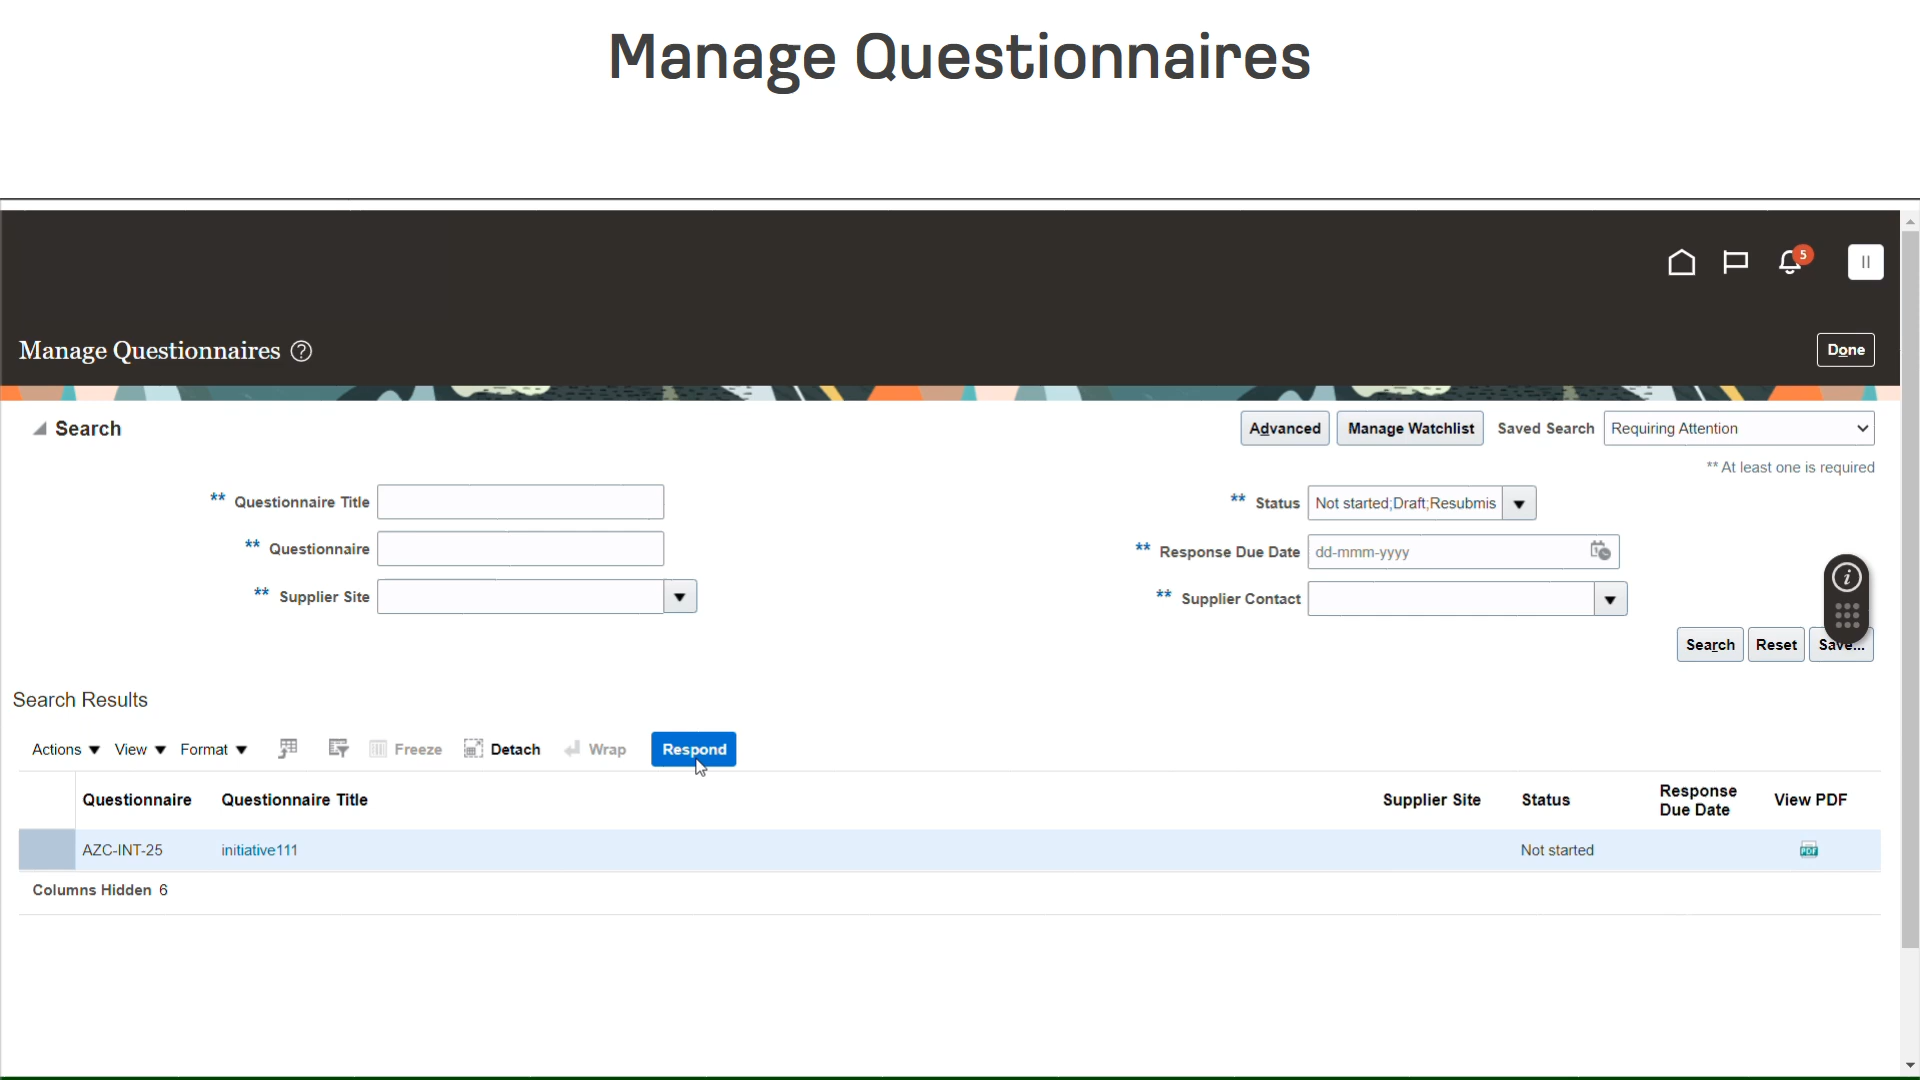 Manage Questionnaires
5
II
Manage Questionnaires ?
Done
Search
Advanced
Manage Watchlist
Saved Search
Requiring Attention
** At least one is required
** Questionnaire Title
** Status
Not started;Draft;Resubmis
** Questionnaire
** Response Due Date
dd-mmm-yyyy
** Supplier Site
** Supplier Contact
i
Search
Reset
Save...
Search Results
Actions
View
Format
Freeze
Detach
Wrap
Respond
Questionnaire
Questionnaire Title
Supplier Site
Status
Response
Due Date
View PDF
AZC-INT-25
initiative111
Not started
PDF
Columns Hidden 6